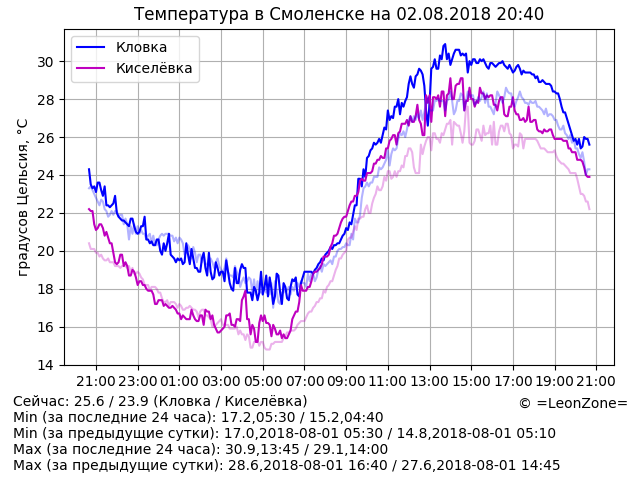 Температура в Смоленске на 02.08.2018 20:40
Кловка
Киселёвка
градусов Цельсия, °C
30
28
26
24
22
20
18
16
14
21:00 23:00 01:00 03:00 05:00 07:00 09:00 11:00 13:00 15:00 17:00 19:00 21:00
Сейчас: 25.6 / 23.9 (Кловка / Киселёвка)
© =LeonZone=
Min (за последние 24 часа): 17.2,05:30 / 15.2,04:40
Min (за предыдущие сутки): 17.0,2018-08-01 05:30 / 14.8,2018-08-01 05:10
Max (за последние 24 часа): 30.9,13:45 / 29.1,14:00
Max (за предыдущие сутки): 28.6,2018-08-01 16:40 / 27.6,2018-08-01 14:45